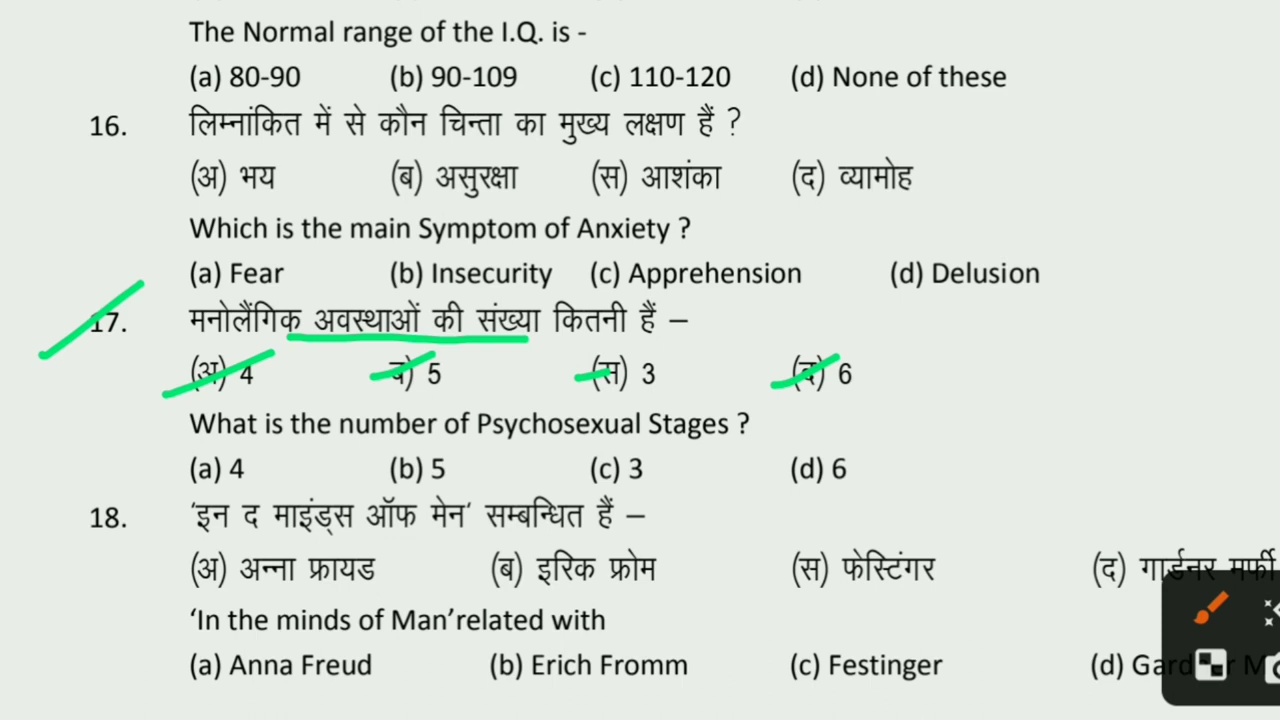 The Normal range of the I.Q. is -
(a) 80-90 (b) 90-109 (c) 110-120 (d) None of these
16. लिम्नांकित में से कौन चिन्ता का मुख्य लक्षण हैं ?
(अ) भय (ब) असुरक्षा (स) आशंका (द) व्यामोह
Which is the main Symptom of Anxiety ?
(a) Fear (b) Insecurity (c) Apprehension (d) Delusion
17. मनोलैंगिक अवस्थाओं की संख्या कितनी हैं –
(अ) 4 (ब) 5 (स) 3 (द) 6
What is the number of Psychosexual Stages ?
(a) 4 (b) 5 (c) 3 (d) 6
18. ‘इन द माइंड्स ऑफ मेन‘ सम्बन्धित हैं –
(अ) अन्ना फ्रायड (ब) इरिक फ्रोम (स) फेस्टिंगर (द) गार्डनर मर्फी
‘In the minds of Man’related with
(a) Anna Freud (b) Erich Fromm (c) Festinger (d)